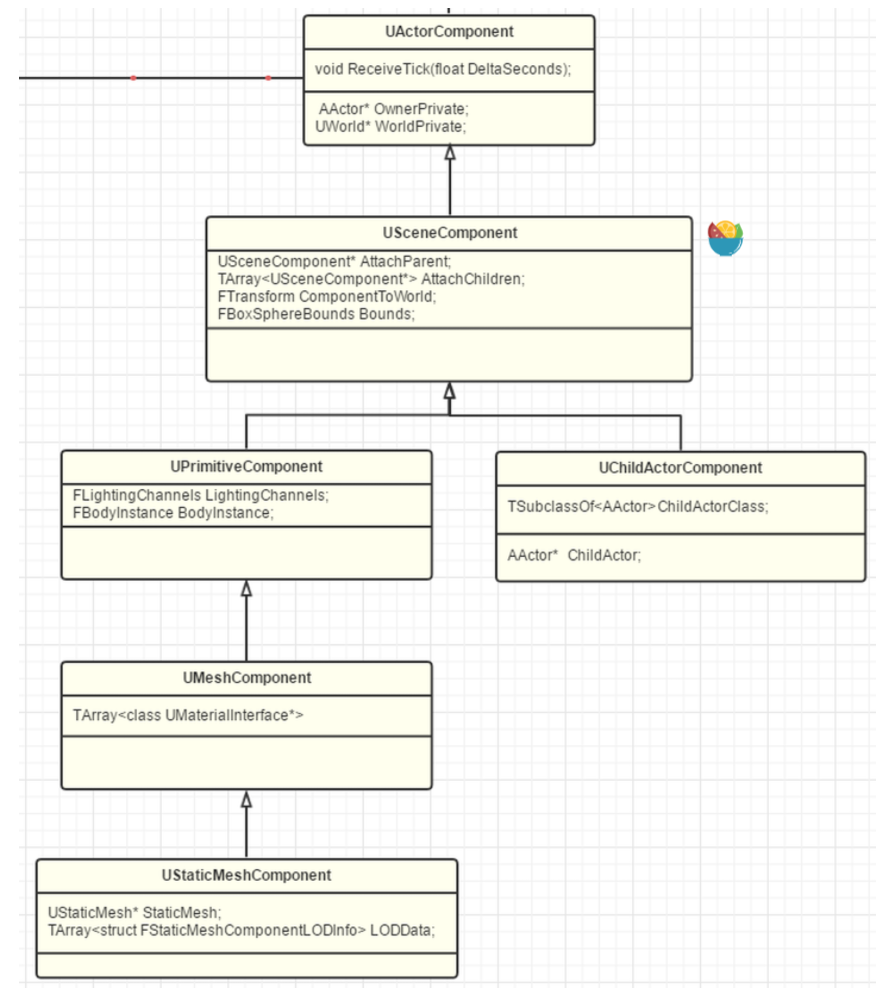 UActorComponent
void ReceiveTick(float DeltaSeconds);
AActor* OwnerPrivate;
UWorld* WorldPrivate;
USceneComponent
USceneComponent* AttachParent;
TArray<USceneComponent*> AttachChildren;
FTransform ComponentToWorld;
FBoxSphereBounds Bounds;
UPrimitiveComponent
FLightingChannels LightingChannels;
FBodyInstance BodyInstance;
UChildActorComponent
TSubclassOf<AActor> ChildActorClass;
AActor* ChildActor;
UMeshComponent
TArray<class UMaterialInterface*>
UStaticMeshComponent
UStaticMesh* StaticMesh;
TArray<struct FStaticMeshComponentLODInfo> LODData;